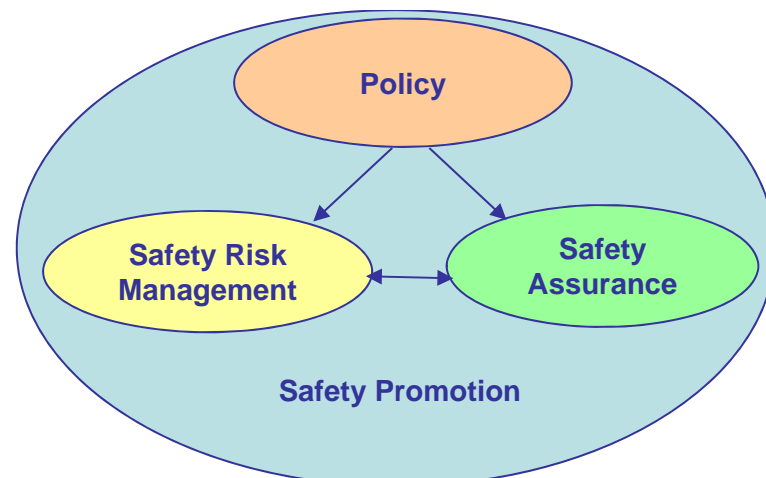 Policy
Safety Risk
Management
Safety
Assurance
Safety Promotion